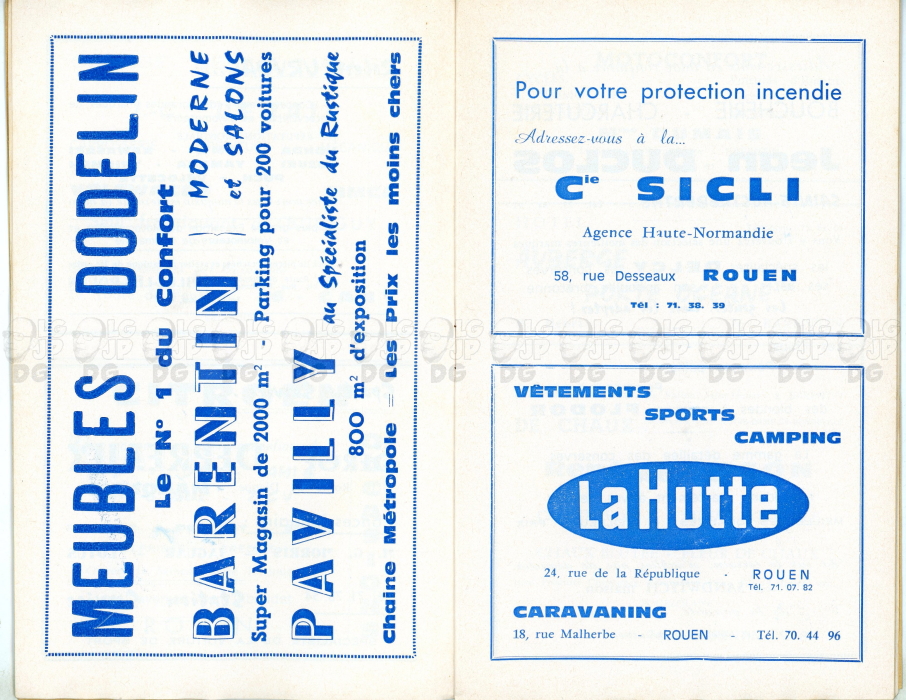 MEUBLES DODELIN
Le N° 1 du Confort
BARENTIN } MODERNE
et SALONS
Super Magasin de 2000 m² - Parking pour 200 voitures
PAVILLY au Spécialiste du Rustique
800 m² d'exposition
Chaine Métropole = Les Prix les moins chers
Pour votre protection incendie
Adressez-vous à la...
Cie SICLI
Agence Haute-Normandie
58, rue Desseaux ROUEN
Tél : 71. 38. 39
VÊTEMENTS
SPORTS
CAMPING
La Hutte
24, rue de la République - ROUEN
Tél. 71. 07. 82
CARAVANING
18, rue Malherbe - ROUEN - Tél. 70. 44 96